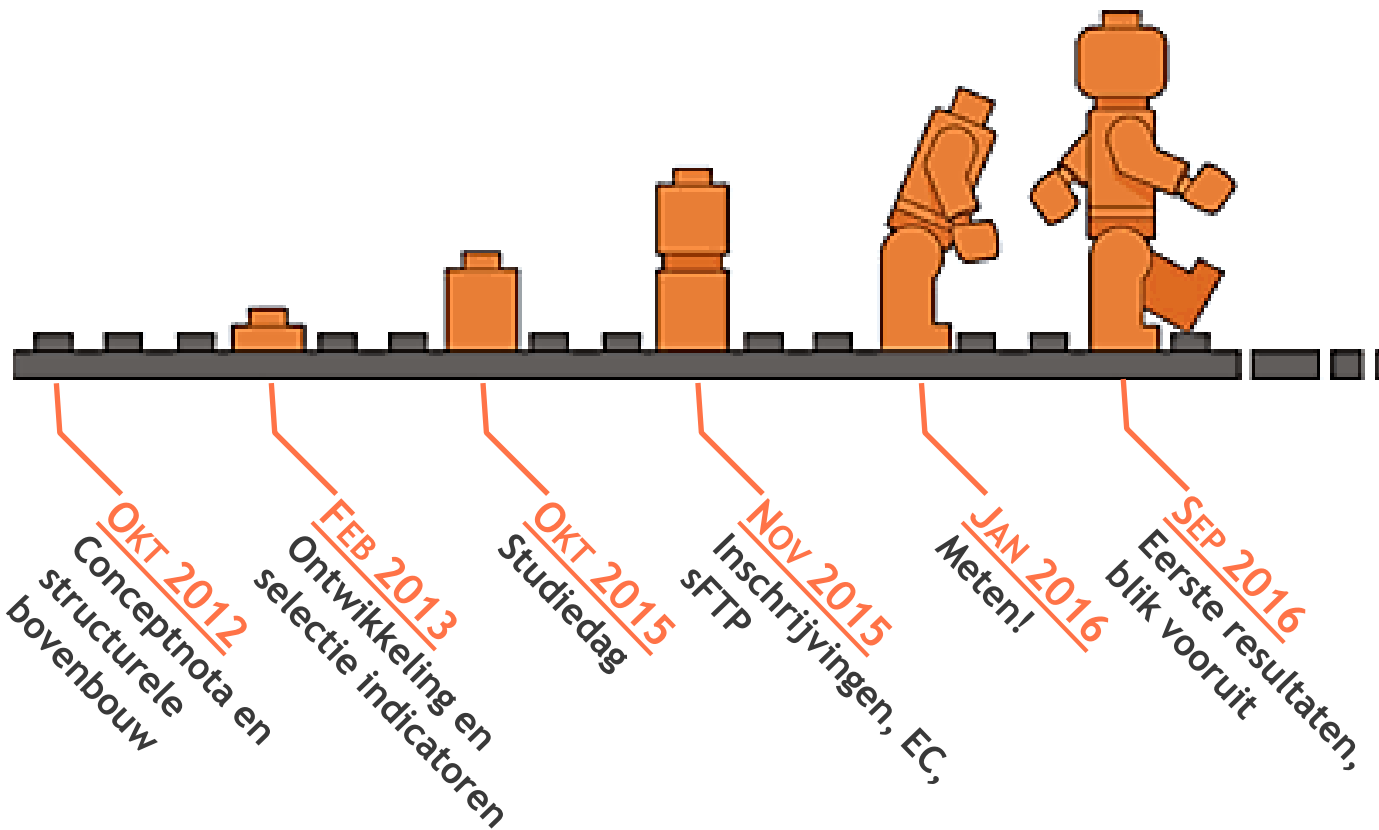 OKT 2012
Conceptnota en
structurele
bovenbouw
FEB 2013
Ontwikkeling en
selectie indicatoren
OKT 2015
Studiedag
NOV 2015
Inschrijvingen, EC,
sFTP
JAN 2016
Meten!
SEP 2016
Eerste resultaten,
blik vooruit